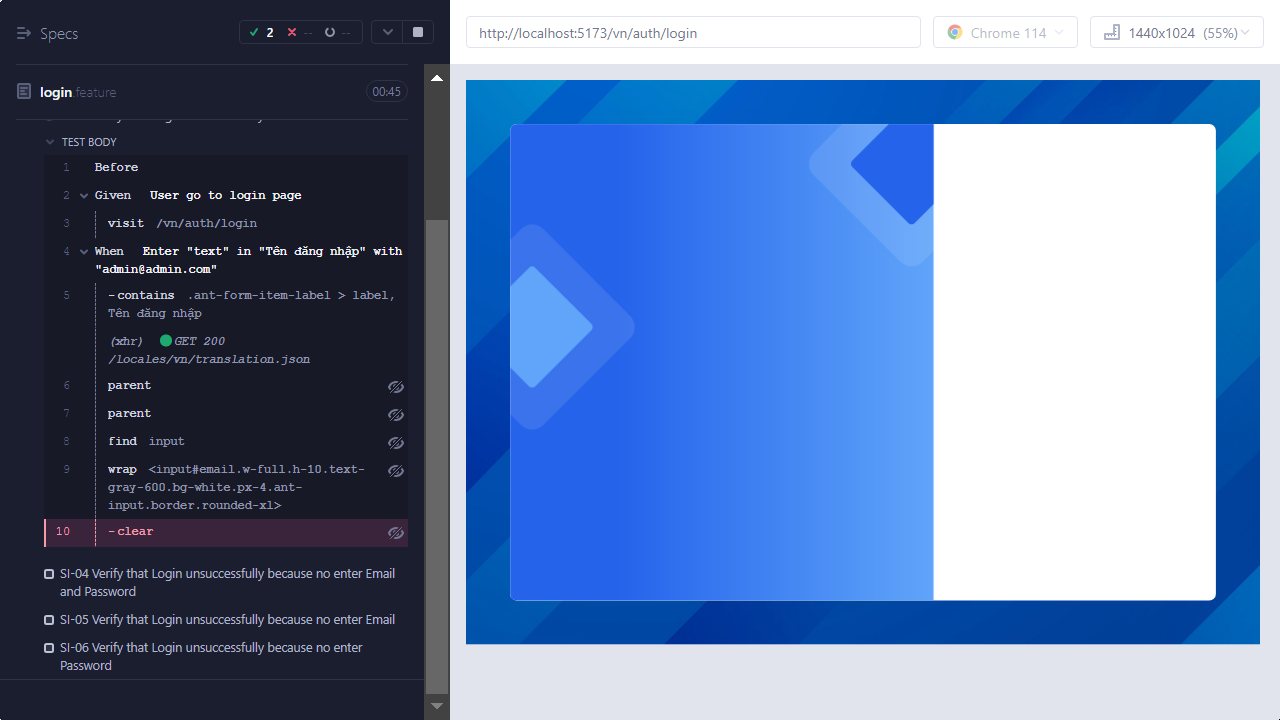 Specs
2 -- --
http://localhost:5173/vn/auth/login
Chrome 114
1440x1024 (55%)
login.feature
00:45
TEST BODY
1 Before
2 Given User go to login page
3 visit /vn/auth/login
4 When Enter "text" in "Tên đăng nhập" with
"admin@admin.com"
5 -contains .ant-form-item-label > label,
Tên đăng nhập
(xhr) GET 200
/locales/vn/translation.json
6 parent
7 parent
8 find input
9 wrap <input#email.w-full.h-10.text-
gray-600.bg-white.px-4.ant-
input.border.rounded-xl>
10 -clear
SI-04 Verify that Login unsuccessfully because no enter Email
and Password
SI-05 Verify that Login unsuccessfully because no enter Email
SI-06 Verify that Login unsuccessfully because no enter
Password